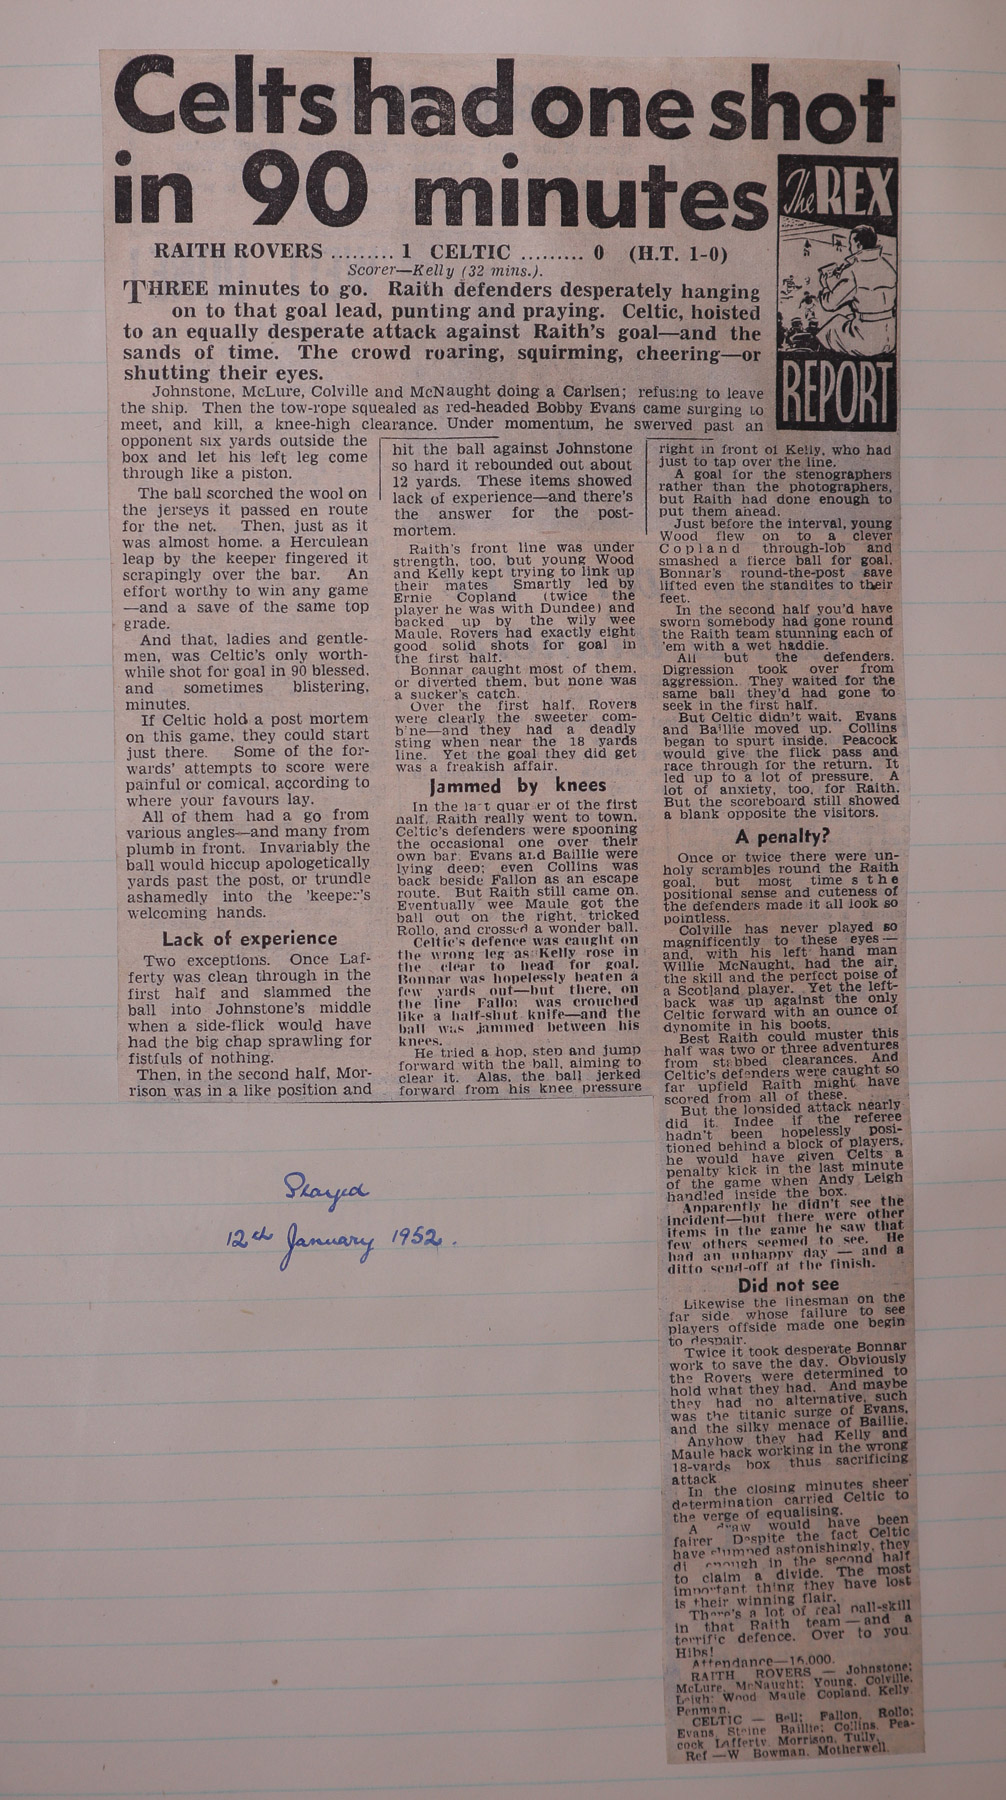 Celts had one shot
in 90 minutes
The REX
REPORT
RAITH ROVERS ......... 1 CELTIC ......... 0 (H.T. 1-0)
Scorer—Kelly (32 mins.).
THREE minutes to go. Raith defenders desperately hanging
on to that goal lead, punting and praying. Celtic, hoisted
to an equally desperate attack against Raith's goal—and the
sands of time. The crowd roaring, squirming, cheering—or
shutting their eyes.
Johnstone, McLure, Colville and McNaught doing a Carlsen; refusing to leave
the ship. Then the tow-rope squealed as red-headed Bobby Evans came surging to
meet, and kill, a knee-high clearance. Under momentum, he swerved past an
opponent six yards outside the
box and let his left leg come
through like a piston.
The ball scorched the wool on
the jerseys it passed en route
for the net. Then, just as it
was almost home, a Herculean
leap by the keeper fingered it
scrapingly over the bar. An
effort worthy to win any game
—and a save of the same top
grade.
And that, ladies and gentle-
men, was Celtic's only worth-
while shot for goal in 90 blessed,
and sometimes blistering,
minutes.
If Celtic hold a post mortem
on this game, they could start
just there. Some of the for-
wards' attempts to score were
painful or comical, according to
where your favours lay.
All of them had a go from
various angles—and many from
plumb in front. Invariably the
ball would hiccup apologetically
yards past the post, or trundle
ashamedly into the 'keeper's
welcoming hands.
Lack of experience
Two exceptions. Once Laf-
ferty was clean through in the
first half and slammed the
ball into Johnstone's middle
when a side-flick would have
had the big chap sprawling for
fistfuls of nothing.
Then, in the second half, Mor-
rison was in a like position and
hit the ball against Johnstone
so hard it rebounded out about
12 yards. These items showed
lack of experience—and there's
the answer for the post-
mortem.
Raith's front line was under
strength, too, but young Wood
and Kelly kept trying to link up
their mates Smartly led by
Ernie Copland (twice the
player he was with Dundee) and
backed up by the wily wee
Maule, Rovers had exactly eight
good solid shots for goal in
the first half.
Bonnar caught most of them,
or diverted them, but none was
a sucker's catch.
Over the first half, Rovers
were clearly the sweeter com-
b ne—and they had a deadly
sting when near the 18 yards
line. Yet the goal they did get
was a freakish affair.
Jammed by knees
In the la t quar er of the first
half, Raith really went to town.
Celtic's defenders were spooning
the occasional one over their
own bar. Evans and Baillie were
lying deep; even Collins was
back beside Fallon as an escape
route. But Raith still came on.
Eventually wee Maule got the
ball out on the right, tricked
Rollo, and crossed a wonder ball.
Celtic's defence was caught on
the wrong leg as Kelly rose in
the clear to head for goal.
Bonnar was hopelessly beaten a
few yards out—but there, on
the line Fallon was crouched
like a half-shut knife—and the
ball was jammed between his
knees.
He tried a hop, step and jump
forward with the ball, aiming to
clear it. Alas, the ball jerked
forward from his knee pressure
right in front of Kelly, who had
just to tap over the line.
A goal for the stenographers
rather than the photographers,
but Raith had done enough to
put them ahead.
Just before the interval, young
Wood flew on to a clever
Copland through-lob and
smashed a fierce ball for goal.
Bonnar's round-the-post save
lifted even the standites to their
feet.
In the second half you'd have
sworn somebody had gone round
the Raith team stunning each of
'em with a wet haddie.
All but the defenders.
Digression took over from
aggression. They waited for the
same ball they'd had gone to
seek in the first half.
But Celtic didn't wait. Evans
and Baillie moved up. Collins
began to spurt inside. Peacock
would give the flick pass and
race through for the return. It
led up to a lot of pressure. A
lot of anxiety, too, for Raith.
But the scoreboard still showed
a blank opposite the visitors.
A penalty?
Once or twice there were un-
holy scrambles round the Raith
goal, but most times the
positional sense and cuteness of
the defenders made it all look so
pointless.
Colville has never played so
magnificently to these eyes—
and, with his left hand man
Willie McNaught, had the air,
the skill and the perfect poise of
a Scotland player. Yet the left-
back was up against the only
Celtic forward with an ounce of
dynomite in his boots.
Best Raith could muster this
half was two or three adventures
from stubbed clearances. And
Celtic's defenders were caught so
far upfield Raith might have
scored from all of these.
But the lopsided attack nearly
did it. Indee if the referee
hadn't been hopelessly posi-
tioned behind a block of players,
he would have given Celts a
penalty kick in the last minute
of the game when Andy Leigh
handled inside the box.
Apparently he didn't see the
incident—but there were other
items in the game he saw that
few others seemed to see. He
had an unhappy day — and a
ditto send-off at the finish.
Did not see
Likewise the linesman on the
far side, whose failure to see
players offside made one begin
to despair.
Twice it took desperate Bonnar
work to save the day. Obviously
the Rovers were determined to
hold what they had. And maybe
they had no alternative, such
was the titanic surge of Evans,
and the silky menace of Baillie.
Anyhow they had Kelly and
Maule back working in the wrong
18-yards box thus sacrificing
attack
In the closing minutes sheer
determination carried Celtic to
the verge of equalising.
A draw would have been
fairer Despite the fact Celtic
have slumped astonishingly, they
di enough in the second half
to claim a divide. The most
important thing they have lost
is their winning flair.
There's a lot of real ball-skill
in that Raith team — and a
terrific defence. Over to you
Hibs!
Attendance—15,000.
RAITH ROVERS — Johnstone;
McLure, McNaught; Young, Colville,
Leigh; Wood Maule Copland, Kelly
Penman.
CELTIC — Bell; Fallon, Rollo;
Evans, Steine Baillie; Collins, Pea-
cock Lafferty, Morrison, Tully.
Ref—W Bowman, Motherwell.
Played
12th January 1952.